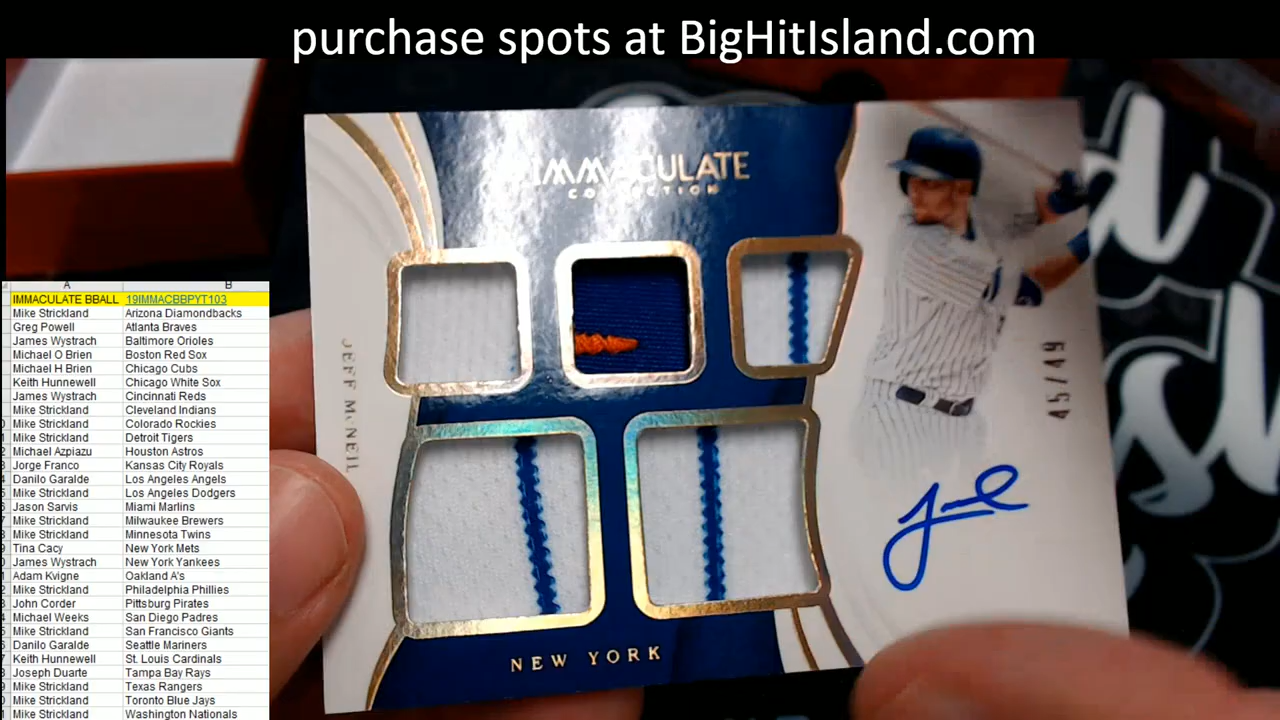 purchase spots at BigHitIsland.com
IMMACULATE
COLLECTION
JEFF McNEIL
45/49
NEW YORK
A B
IMMACULATE BBALL 19IMMACBBPYT103
Mike Strickland Arizona Diamondbacks
Greg Powell Atlanta Braves
James Wystrach Baltimore Orioles
Michael O Brien Boston Red Sox
Michael H Brien Chicago Cubs
Keith Hunnewell Chicago White Sox
James Wystrach Cincinnati Reds
Mike Strickland Cleveland Indians
Mike Strickland Colorado Rockies
Mike Strickland Detroit Tigers
Michael Azpiazu Houston Astros
Jorge Franco Kansas City Royals
Danilo Garalde Los Angeles Angels
Mike Strickland Los Angeles Dodgers
Jason Sarvis Miami Marlins
Mike Strickland Milwaukee Brewers
Mike Strickland Minnesota Twins
Tina Cacy New York Mets
James Wystrach New York Yankees
Adam Kvigne Oakland A's
Mike Strickland Philadelphia Phillies
John Corder Pittsburg Pirates
Michael Weeks San Diego Padres
Mike Strickland San Francisco Giants
Danilo Garalde Seattle Mariners
Keith Hunnewell St. Louis Cardinals
Joseph Duarte Tampa Bay Rays
Mike Strickland Texas Rangers
Mike Strickland Toronto Blue Jays
Mike Strickland Washington Nationals